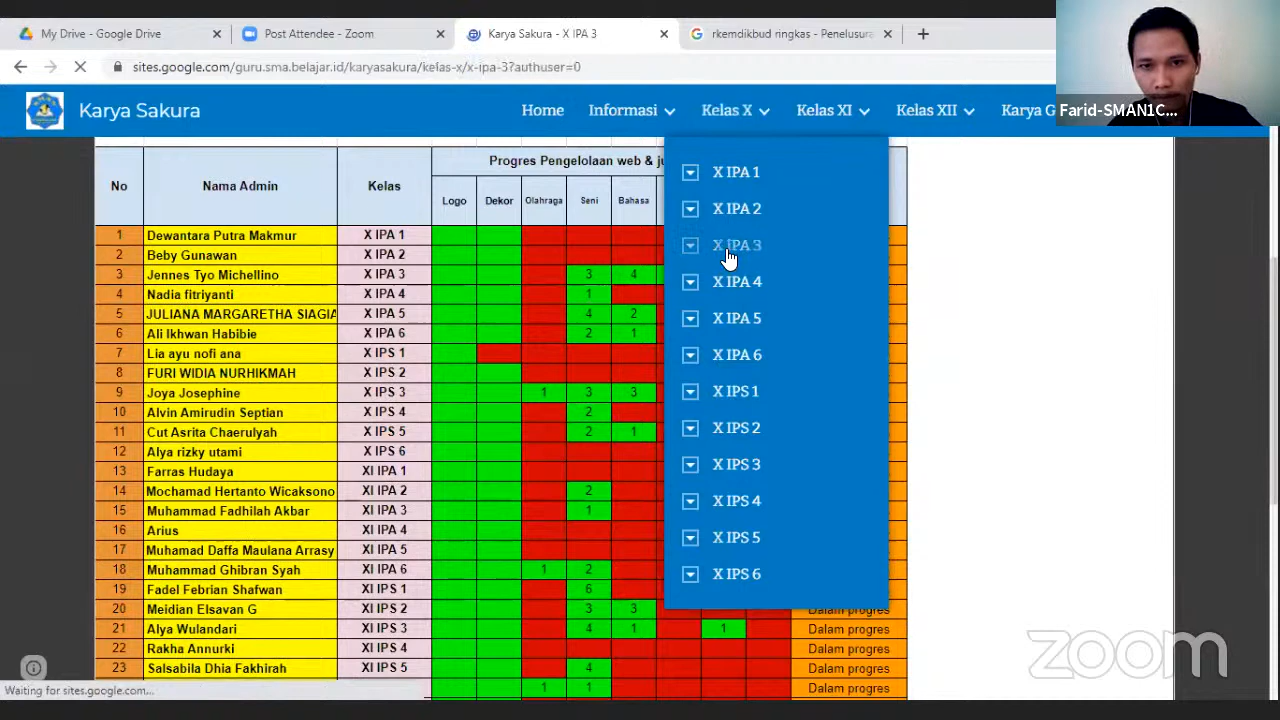 My Drive - Google Drive
Post Attendee - Zoom
Karya Sakura - X IPA 3
rkemdikbud ringkas - Penelusura
sites.google.com/guru.sma.belajar.id/karyasakura/kelas-x/x-ipa-3?authuser=0
Farid-SMAN1C
Karya Sakura
Home
Informasi
Kelas X
Kelas XI
Kelas XII
Karya G
X IPA 1
X IPA 2
X IPA 3
X IPA 4
X IPA 5
X IPA 6
X IPS 1
X IPS 2
X IPS 3
X IPS 4
X IPS 5
X IPS 6
No Nama Admin Kelas Progres Pengelolaan web & ju
Logo Dekor Olahraga Seni Bahasa
1 Dewantara Putra Makmur X IPA 1
2 Beby Gunawan X IPA 2
3 Jennes Tyo Michellino X IPA 3 3 4
4 Nadia fitriyanti X IPA 4 1
5 JULIANA MARGARETHA SIAGIA X IPA 5 4 2
6 Ali Ikhwan Habibie X IPA 6 2 1
7 Lia ayu nofi ana X IPS 1
8 FURI WIDIA NURHIKMAH X IPS 2
9 Joya Josephine X IPS 3 1 3 3
10 Alvin Amirudin Septian X IPS 4 2
11 Cut Asrita Chaerulyah X IPS 5 2 1
12 Alya rizky utami X IPS 6
13 Farras Hudaya XI IPA 1
14 Mochamad Hertanto Wicaksono XI IPA 2 2
15 Muhammad Fadhilah Akbar XI IPA 3 1
16 Arius XI IPA 4
17 Muhamad Daffa Maulana Arrasy XI IPA 5
18 Muhammad Ghibran Syah XI IPA 6 1 2
19 Fadel Febrian Shafwan XI IPS 1 6
20 Meidian Elsavan G XI IPS 2 3 3 Dalam progres
21 Alya Wulandari XI IPS 3 4 1 1 Dalam progres
22 Rakha Annurki XI IPS 4 Dalam progres
23 Salsabila Dhia Fakhirah XI IPS 5 4 Dalam progres
1 1 Dalam progres
Waiting for sites.google.com...
zoom